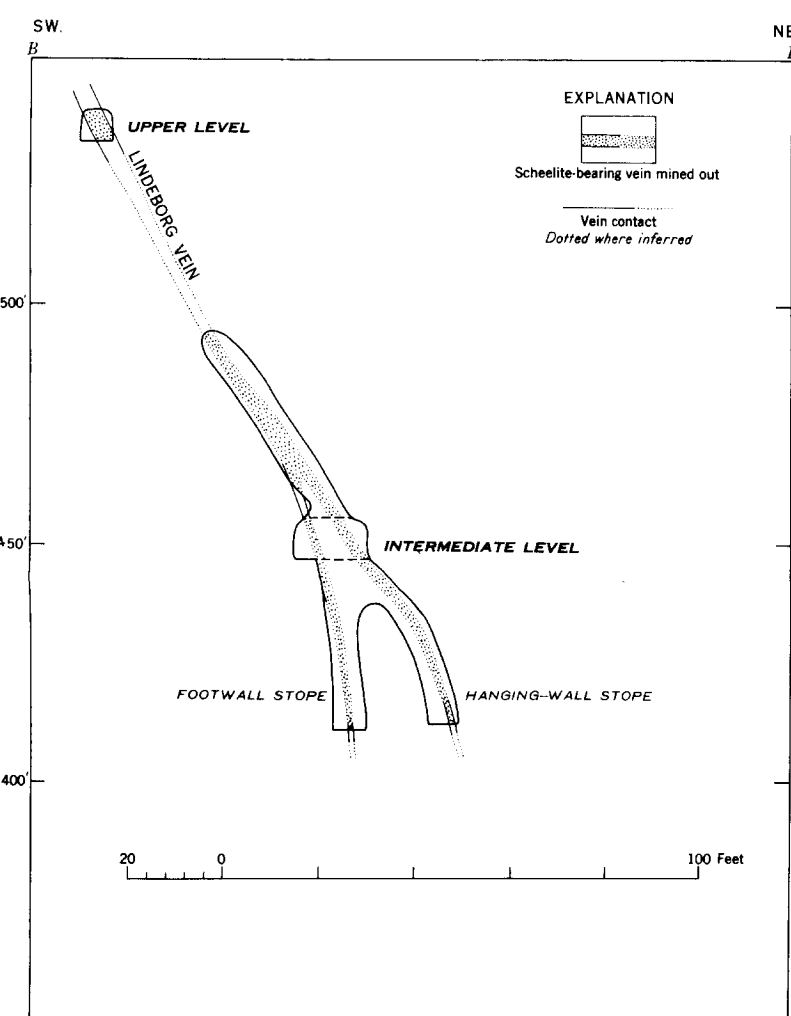 SW.
B
NE
EXPLANATION
Scheelite-bearing vein mined out
Vein contact
Dotted where inferred
UPPER LEVEL
LINDEBORG VEIN
500'
450'
INTERMEDIATE LEVEL
FOOTWALL STOPE
HANGING-WALL STOPE
400'
20 0 100 Feet